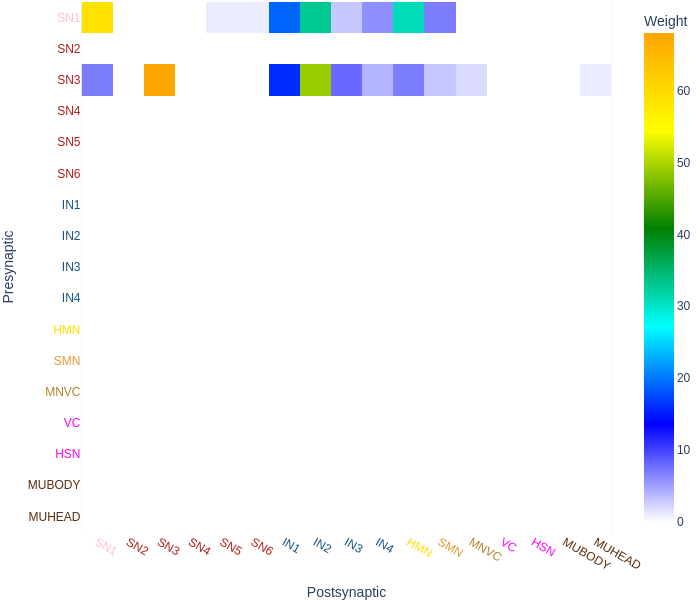 Weight
SN1
SN2
SN3
SN4
SN5
SN6
IN1
IN2
IN3
IN4
HMN
SMN
MNVC
VC
HSN
MUBODY
MUHEAD
Presynaptic
60
50
40
30
20
10
0
SN1 SN2 SN3 SN4 SN5 SN6 IN1 IN2 IN3 IN4 HMN SMN MNVC VC HSN MUBODY MUHEAD
Postsynaptic